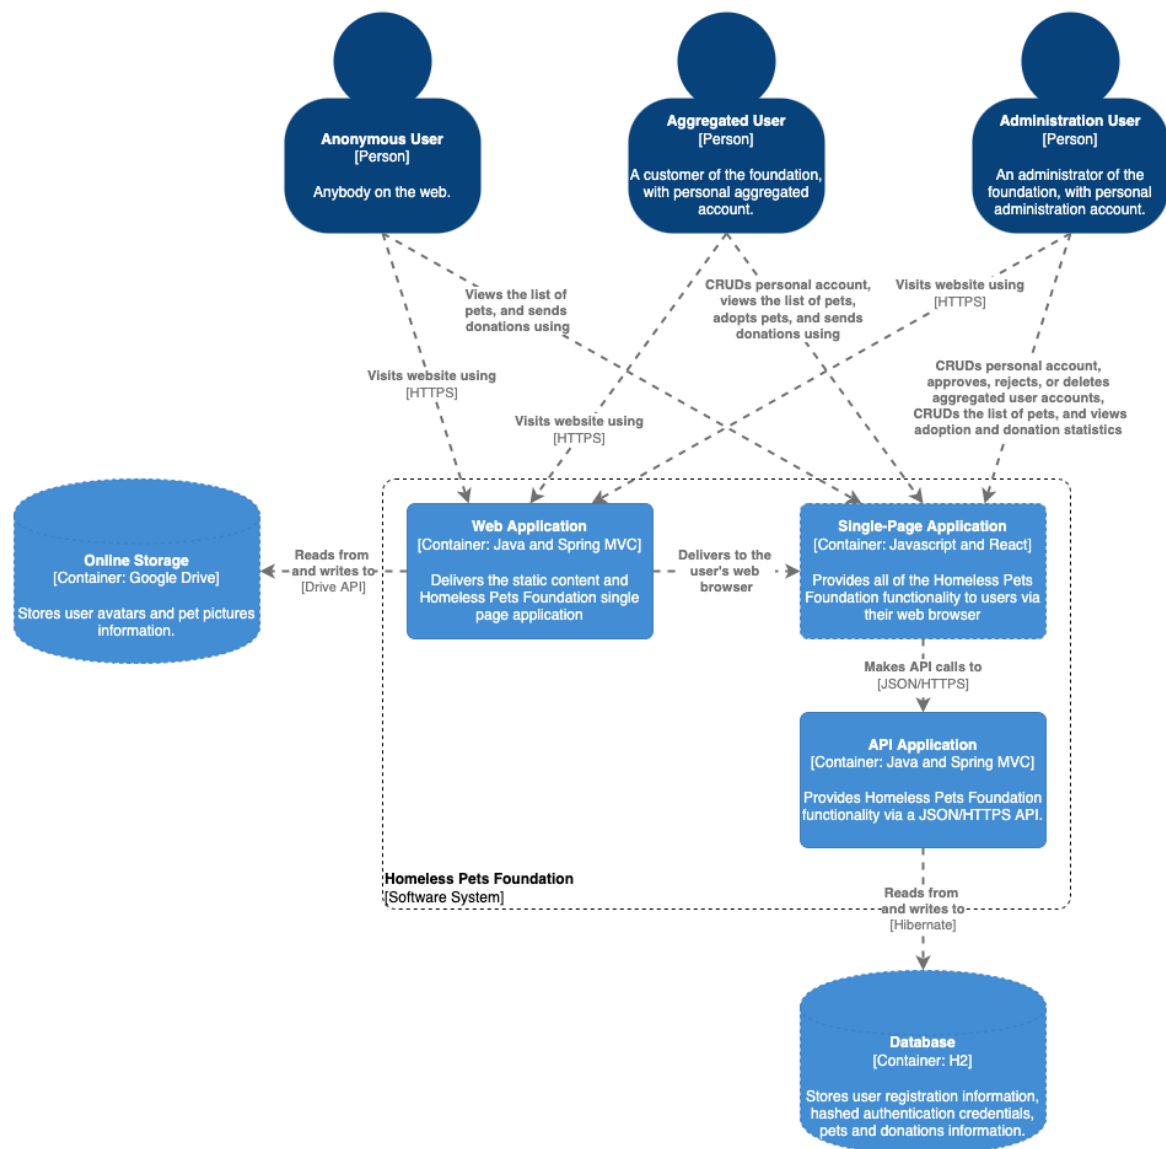 Anonymous User
[Person]
Anybody on the web.
Aggregated User
[Person]
A customer of the foundation,
with personal aggregated
account.
Administration User
[Person]
An administrator of the
foundation, with personal
administration account.
Views the list of
pets, and sends
donations using
CRUDs personal account,
views the list of pets,
adopts pets, and sends
donations using
Visits website using
[HTTPS]
Visits website using
[HTTPS]
Visits website using
[HTTPS]
CRUDs personal account,
approves, rejects, or deletes
aggregated user accounts,
CRUDs the list of pets, and views
adoption and donation statistics
Online Storage
[Container: Google Drive]
Stores user avatars and pet pictures
information.
Reads from
and writes to
[Drive API]
Web Application
[Container: Java and Spring MVC]
Delivers the static content and
Homeless Pets Foundation single
page application
Delivers to the
user's web
browser
Single-Page Application
[Container: Javascript and React]
Provides all of the Homeless Pets
Foundation functionality to users via
their web browser
Makes API calls to
[JSON/HTTPS]
API Application
[Container: Java and Spring MVC]
Provides Homeless Pets Foundation
functionality via a JSON/HTTPS API.
Homeless Pets Foundation
[Software System]
Reads from
and writes to
[Hibernate]
Database
[Container: H2]
Stores user registration information,
hashed authentication credentials,
pets and donations information.